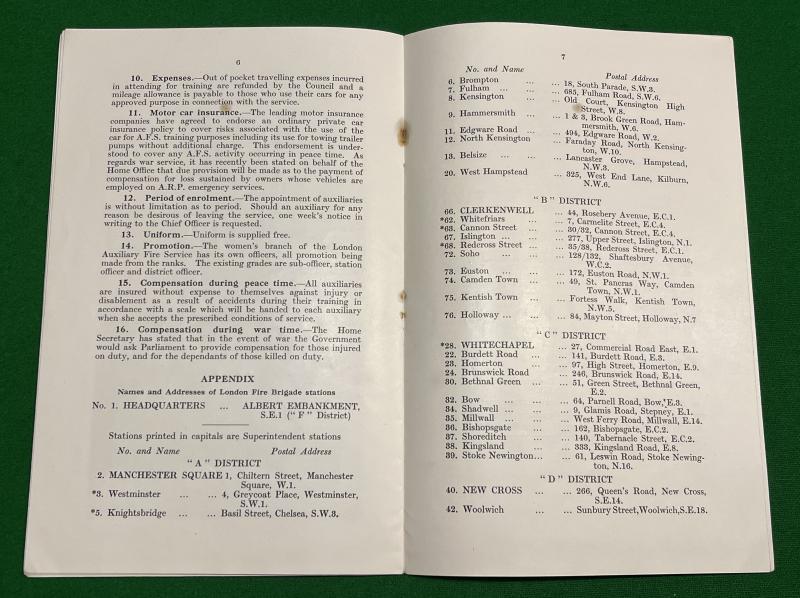 6
10. Expenses.—Out of pocket travelling expenses incurred
in attending for training are refunded by the Council and a
mileage allowance is payable to those who use their cars for any
approved purpose in connection with the service.
11. Motor car insurance.—The leading motor insurance
companies have agreed to endorse an ordinary private car
insurance policy to cover risks associated with the use of the
car for A.F.S. training purposes including its use for towing trailer
pumps without additional charge. This endorsement is under-
stood to cover any A.F.S. activity occurring in peace time. As
regards war service, it has recently been stated on behalf of the
Home Office that due provision will be made as to the payment of
compensation for loss sustained by owners whose vehicles are
employed on A.R.P. emergency services.
12. Period of enrolment.—The appointment of auxiliaries
is without limitation as to period. Should an auxiliary for any
reason be desirous of leaving the service, one week's notice in
writing to the Chief Officer is requested.
13. Uniform.—Uniform is supplied free.
14. Promotion.—The women's branch of the London
Auxiliary Fire Service has its own officers, all promotion being
made from the ranks. The existing grades are sub-officer, station
officer and district officer.
15. Compensation during peace time.—All auxiliaries
are insured without expense to themselves against injury or
disablement as a result of accidents during their training in
accordance with a scale which will be handed to each auxiliary
when she accepts the prescribed conditions of service.
16. Compensation during war time.—The Home
Secretary has stated that in the event of war the Government
would ask Parliament to provide compensation for those injured
on duty, and for the dependants of those killed on duty.
APPENDIX
Names and Addresses of London Fire Brigade stations
No. 1. HEADQUARTERS ... ALBERT EMBANKMENT,
S.E.1 ("F" District)
Stations printed in capitals are Superintendent stations
No. and Name Postal Address
"A" DISTRICT
2. MANCHESTER SQUARE 1, Chiltern Street, Manchester
Square, W.1.
*3. Westminster ... ... 4, Greycoat Place, Westminster,
S.W.1.
*5. Knightsbridge ... ... Basil Street, Chelsea, S.W.3.
7
No. and Name Postal Address
6. Brompton ... ... 18, South Parade, S.W.3.
7. Fulham ... ... ... 685, Fulham Road, S.W.6.
8. Kensington ... ... Old Court, Kensington High
Street, W.8.
9. Hammersmith ... ... 1 & 3, Brook Green Road, Ham-
mersmith, W.6.
11. Edgware Road ... ... 494, Edgware Road, W.2.
12. North Kensington ... Faraday Road, North Kensing-
ton, W.10.
13. Belsize ... ... ... Lancaster Grove, Hampstead,
N.W.3.
20. West Hampstead ... 325, West End Lane, Kilburn,
N.W.6.
"B" DISTRICT
66. CLERKENWELL ... 44, Rosebery Avenue, E.C.1.
*62. Whitefriars ... ... 7, Carmelite Street, E.C.4.
*63. Cannon Street ... ... 30/32, Cannon Street, E.C.4.
67. Islington ... ... ... 277, Upper Street, Islington, N.1.
*68. Redcross Street ... ... 35/38, Redcross Street, E.C.1.
72. Soho ... ... ... 128/132, Shaftesbury Avenue,
W.C.2.
73. Euston ... ... ... 172, Euston Road, N.W.1.
74. Camden Town ... ... 49, St. Pancras Way, Camden
Town, N.W.1.
75. Kentish Town ... ... Fortess Walk, Kentish Town,
N.W.5.
76. Holloway ... ... ... 84, Mayton Street, Holloway, N.7
"C" DISTRICT
*28. WHITECHAPEL ... 27, Commercial Road East, E.1.
22. Burdett Road ... ... 141, Burdett Road, E.3.
23. Homerton ... ... 97, High Street, Homerton, E.9.
24. Brunswick Road ... 246, Brunswick Road, E.14.
30. Bethnal Green ... ... 51, Green Street, Bethnal Green,
E.2.
32. Bow ... ... ... 64, Parnell Road, Bow, E.3.
34. Shadwell ... ... 9, Glamis Road, Stepney, E.1.
35. Millwall ... ... West Ferry Road, Millwall, E.14.
36. Bishopsgate ... ... 162, Bishopsgate, E.C.2.
37. Shoreditch ... ... 140, Tabernacle Street, E.C.2.
38. Kingsland ... ... 333, Kingsland Road, E.8.
39. Stoke Newington... ... 61, Leswin Road, Stoke Newing-
ton, N.16.
"D" DISTRICT
40. NEW CROSS ... ... 266, Queen's Road, New Cross,
S.E.14.
42. Woolwich ... ... Sunbury Street, Woolwich, S.E.18.